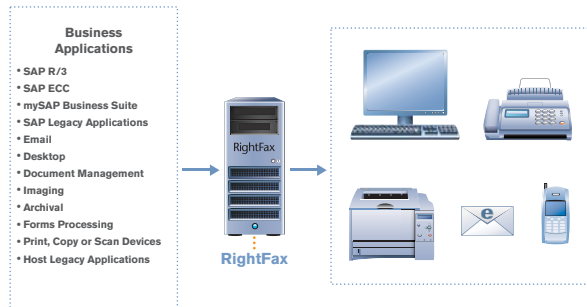 Business
Applications
• SAP R/3
• SAP ECC
• mySAP Business Suite
• SAP Legacy Applications
• Email
• Desktop
• Document Management
• Imaging
• Archival
• Forms Processing
• Print, Copy or Scan Devices
• Host Legacy Applications
RightFax
RightFax
e